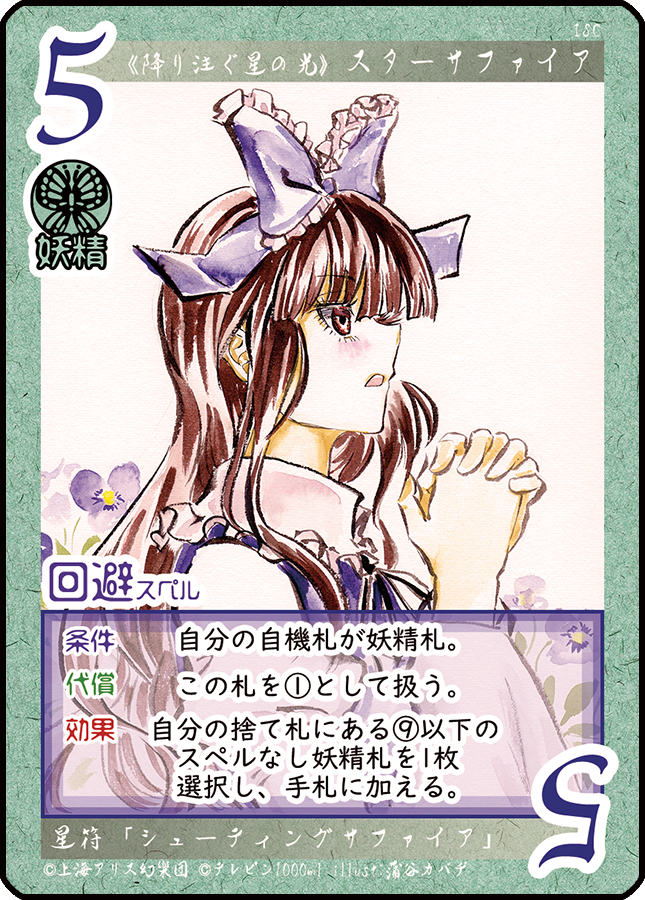 5
《降り注ぐ星の光》 スターサファイア
妖精
回避スペル
条件 自分の自機札が妖精札。
代償 この札を①として扱う。
効果 自分の捨て札にある⑨以下の
スペルなし妖精札を1枚
選択し、手札に加える。
5
星符「シューティングサファイア」
©上海アリス幻樂団 ©テレピン1000ml illust:蒲谷カバヂ